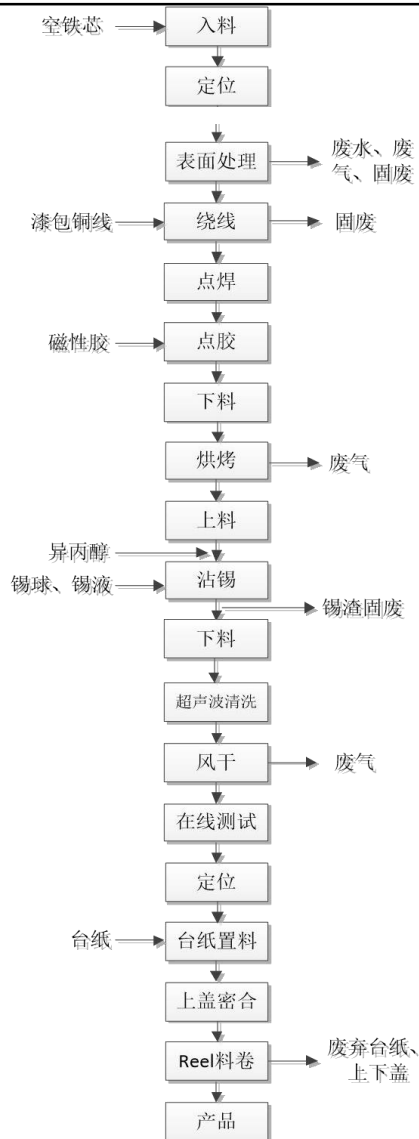 空铁芯
入料
定位
表面处理
废水、废
气、固废
漆包铜线
绕线
固废
点焊
磁性胶
点胶
下料
烘烤
废气
上料
异丙醇
锡球、锡液
沾锡
锡渣固废
下料
超声波清洗
风干
废气
在线测试
定位
台纸
台纸置料
上盖密合
Reel料卷
废弃台纸、
上下盖
产品